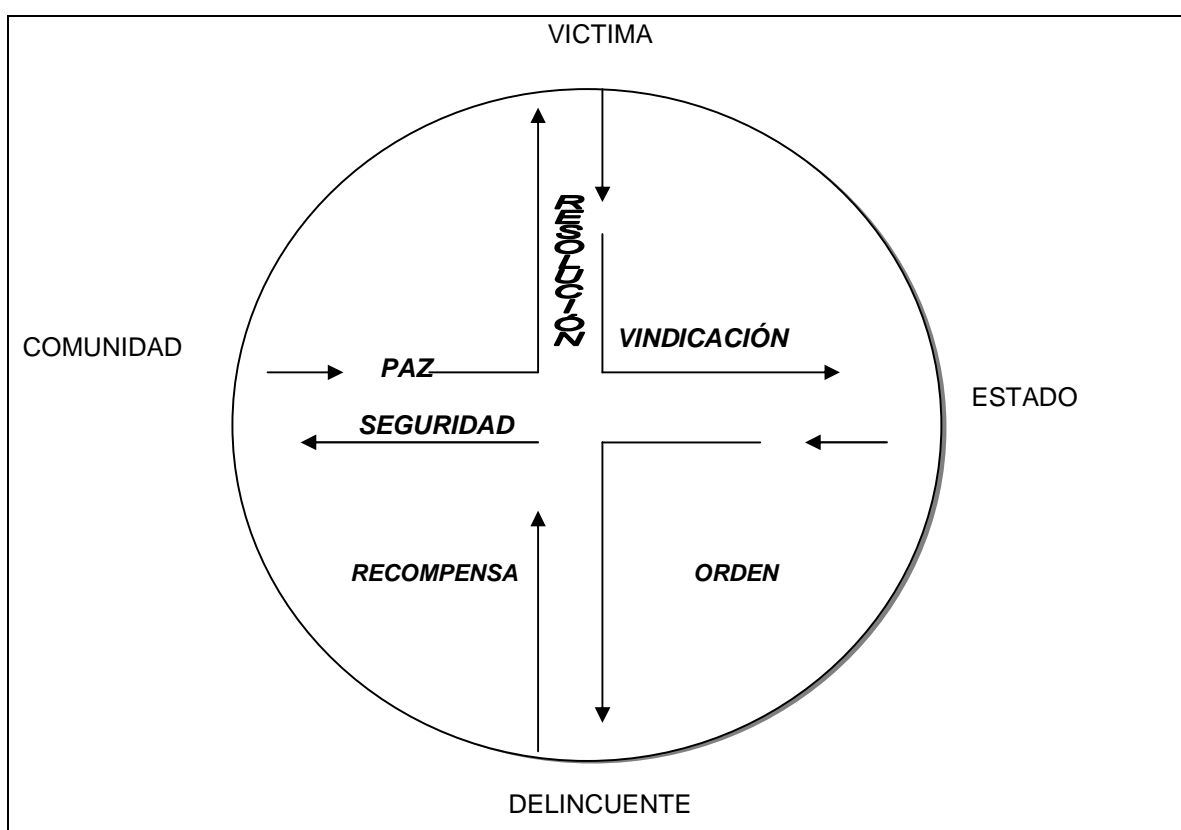 VICTIMA
RESOLUCIÓN
VINDICACIÓN
COMUNIDAD
PAZ
ESTADO
SEGURIDAD
RECOMPENSA
ORDEN
DELINCUENTE